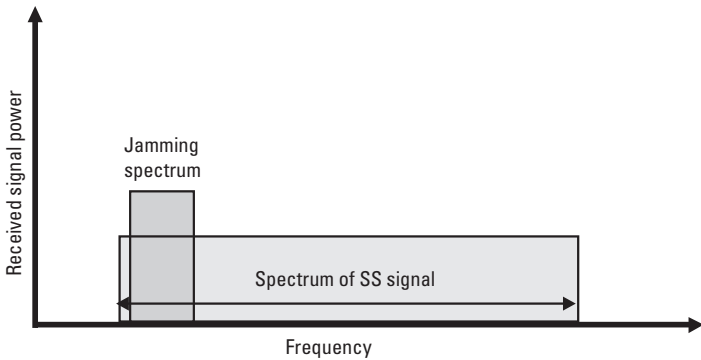 Received signal power
Jamming
spectrum
Spectrum of SS signal
Frequency